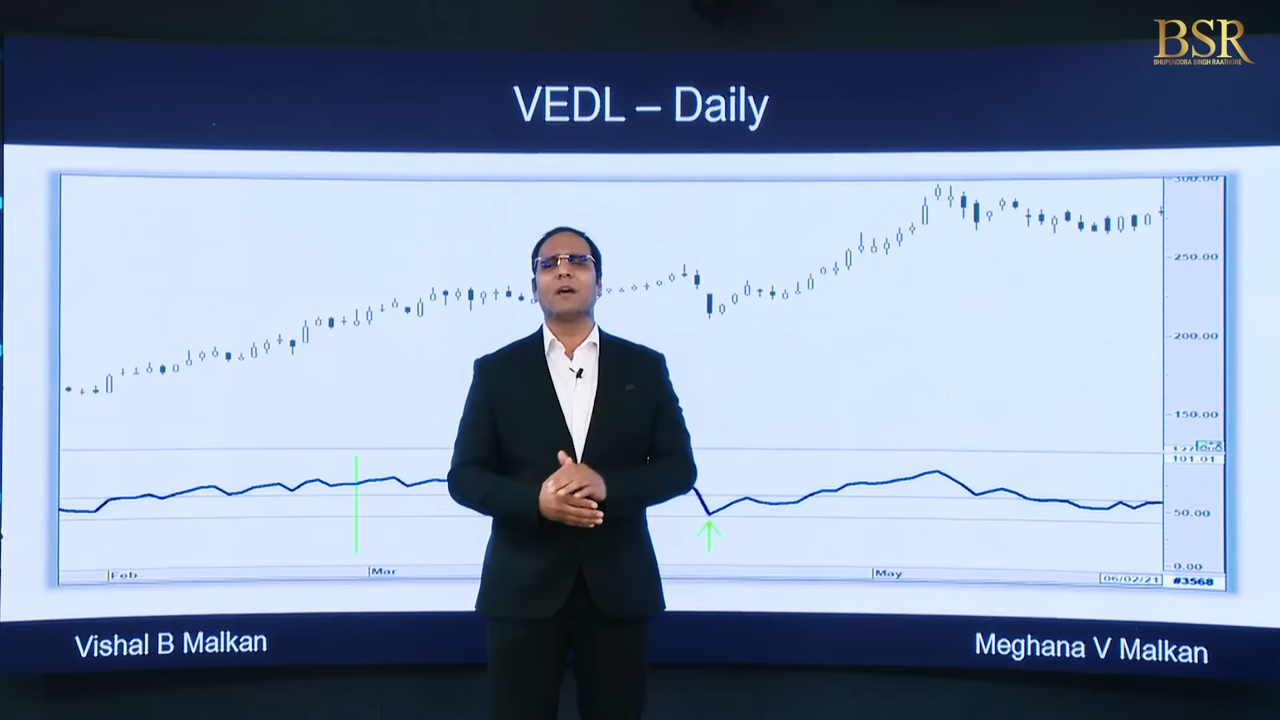 BSR
BHUPENDRA SINGH RAATHORE
VEDL – Daily
300.00
250.00
200.00
150.00
101.01
50.00
0.00
Feb
Mar
May
06/02/21
#3568
Vishal B Malkan
Meghana V Malkan